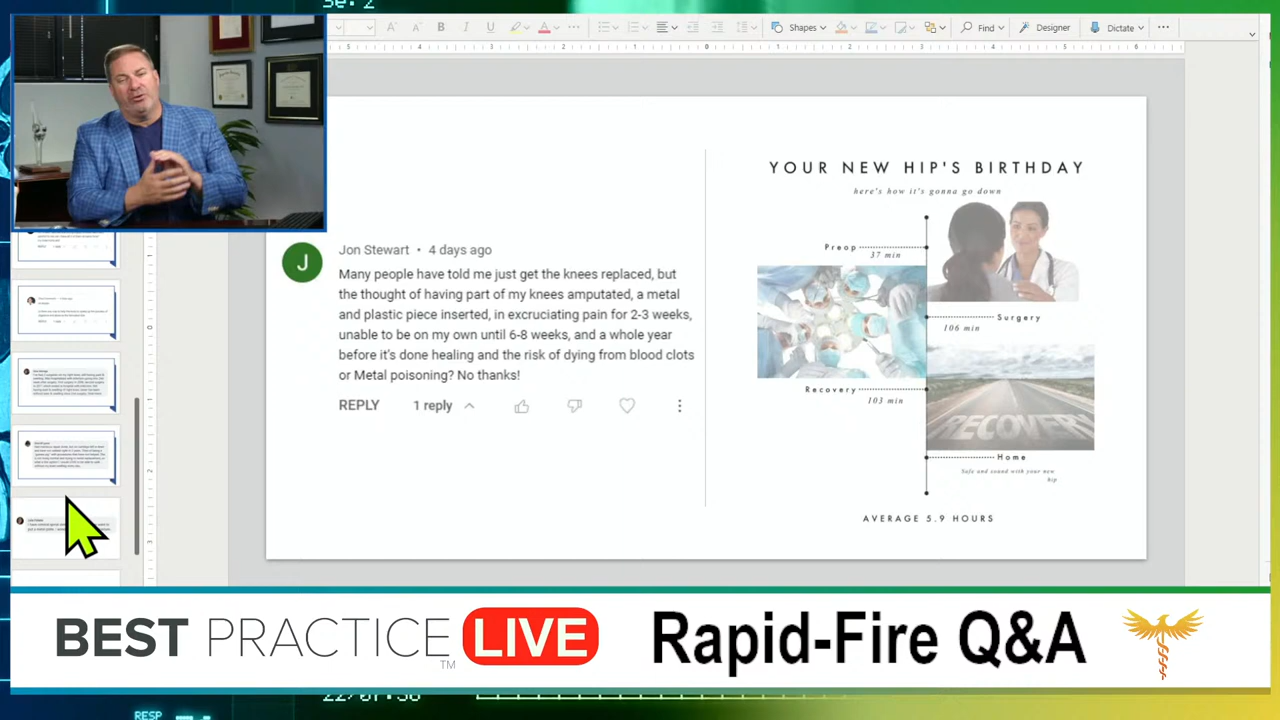 Shapes
Find
Designer
Dictate
YOUR NEW HIP'S BIRTHDAY
here's how it's gonna go down
Jon Stewart • 4 days ago
J
Many people have told me just get the knees replaced, but
the thought of having part of my knees amputated, a metal
and plastic piece inserted, in excruciating pain for 2-3 weeks,
unable to be on my own until 6-8 weeks, and a whole year
before it's done healing and the risk of dying from blood clots
or Metal poisoning? No thanks!
REPLY 1 reply
Preop
37 min
Surgery
106 min
Recovery
103 min
RECOVERY
Home
Safe and sound with your new
hip
AVERAGE 5.9 HOURS
BEST PRACTICE LIVE
TM
Rapid-Fire Q&A
RESP